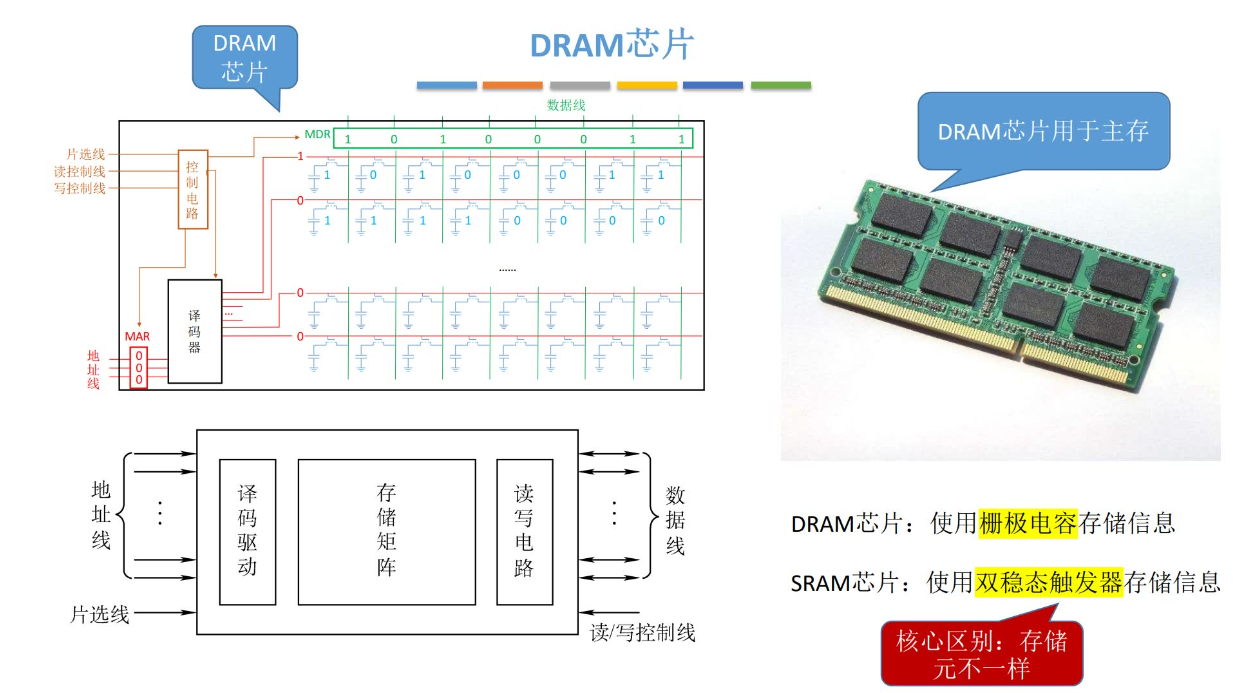 DRAM芯片
DRAM
芯片
数据线
MDR 1 0 1 0 0 0 1 1
片选线
读控制线
写控制线
控制电路
1 1 0 1 0 0 0 1 1
0 1 1 1 1 0 0 0 0
......
0
0
...
译码器
MAR
地址线
0
0
0
DRAM芯片用于主存
地址线
译码驱动
存储矩阵
读写电路
数据线
片选线
读/写控制线
DRAM芯片：使用栅极电容存储信息
SRAM芯片：使用双稳态触发器存储信息
核心区别：存储
元不一样